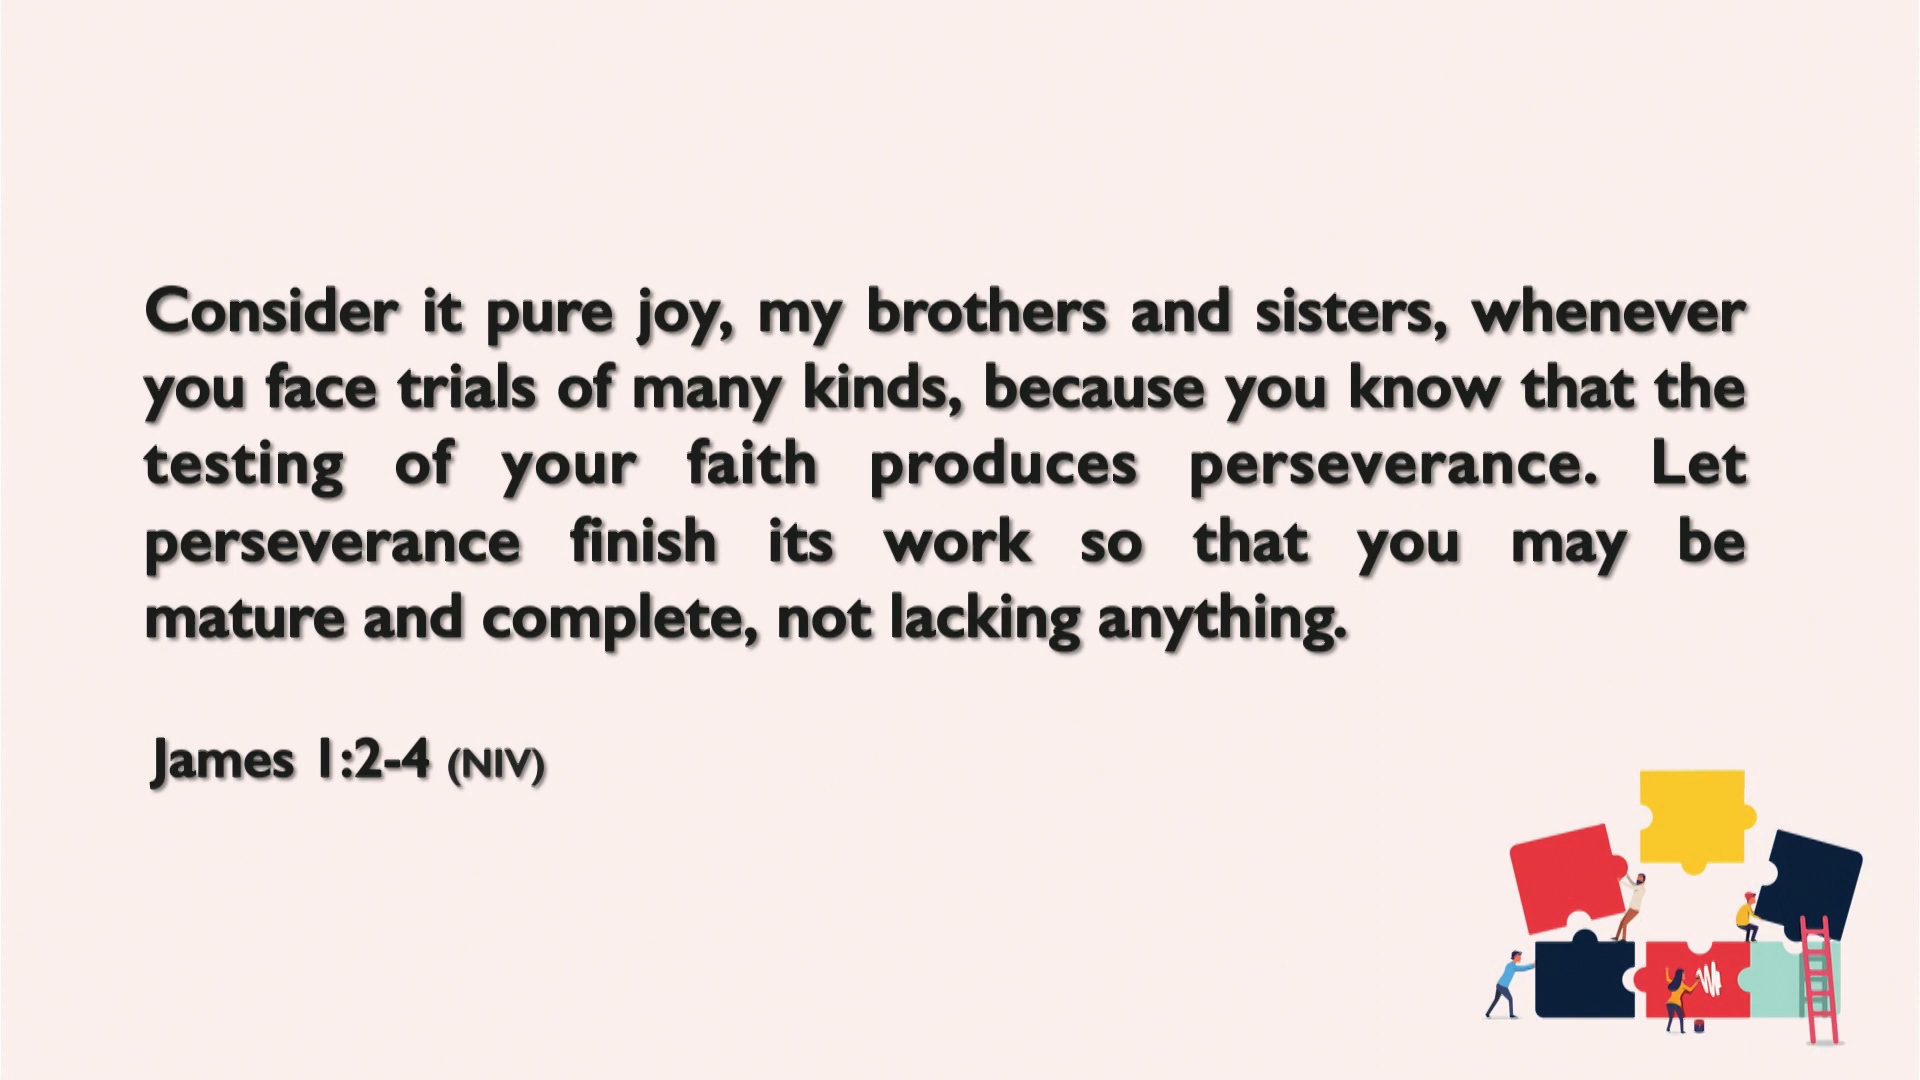 Consider it pure joy, my brothers and sisters, whenever
you face trials of many kinds, because you know that the
testing of your faith produces perseverance. Let
perseverance finish its work so that you may be
mature and complete, not lacking anything.
James 1:2-4 (NIV)